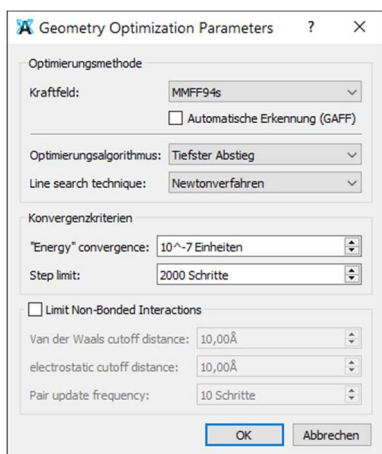 Geometry Optimization Parameters ?
Optimierungsmethode
Kraftfeld: MMFF94s
Automatische Erkennung (GAFF)
Optimierungsalgorithmus: Tiefster Abstieg
Line search technique: Newtonverfahren
Konvergenzkriterien
"Energy" convergence: 10^-7 Einheiten
Step limit: 2000 Schritte
Limit Non-Bonded Interactions
Van der Waals cutoff distance: 10,00Å
electrostatic cutoff distance: 10,00Å
Pair update frequency: 10 Schritte
OK Abbrechen